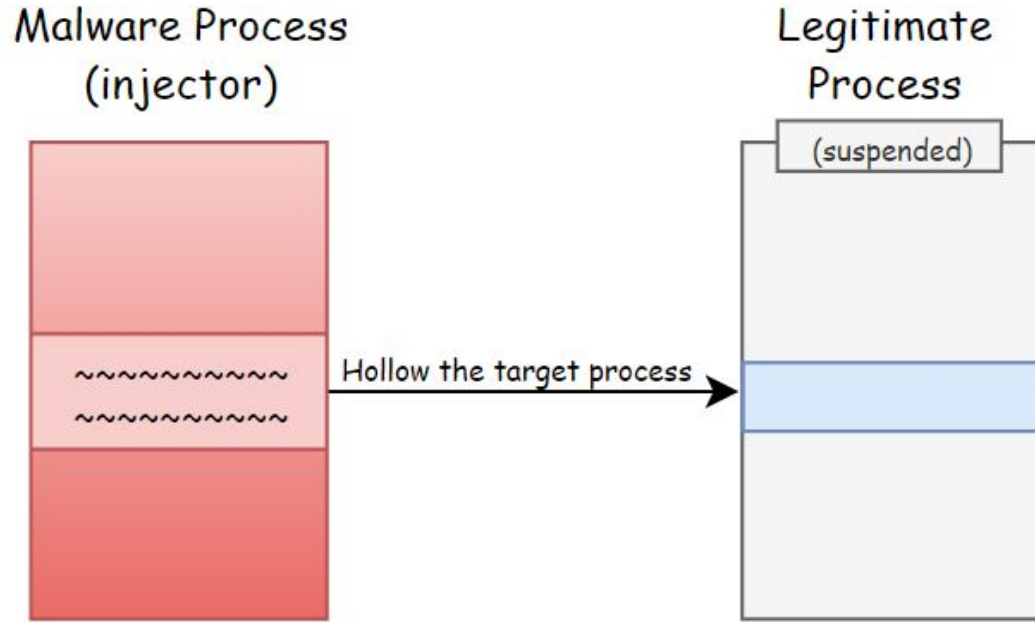 Malware Process
(injector)
Legitimate
Process
(suspended)
~~~~~~~~~~
~~~~~~~~~~
Hollow the target process